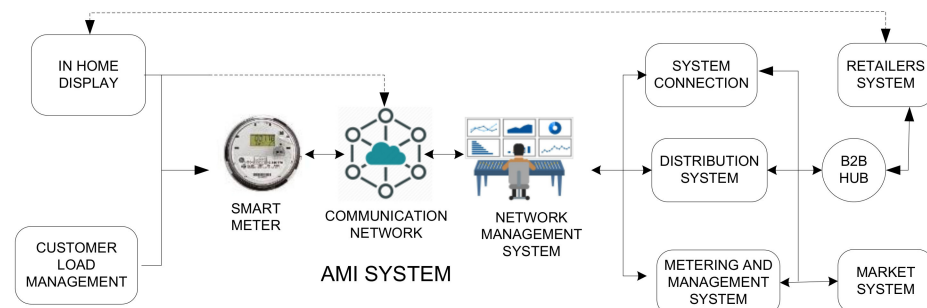 IN HOME
DISPLAY
CUSTOMER
LOAD
MANAGEMENT
SMART
METER
COMMUNICATION
NETWORK
NETWORK
MANAGEMENT
SYSTEM
AMI SYSTEM
SYSTEM
CONNECTION
DISTRIBUTION
SYSTEM
METERING AND
MANAGEMENT
SYSTEM
RETAILERS
SYSTEM
B2B
HUB
MARKET
SYSTEM